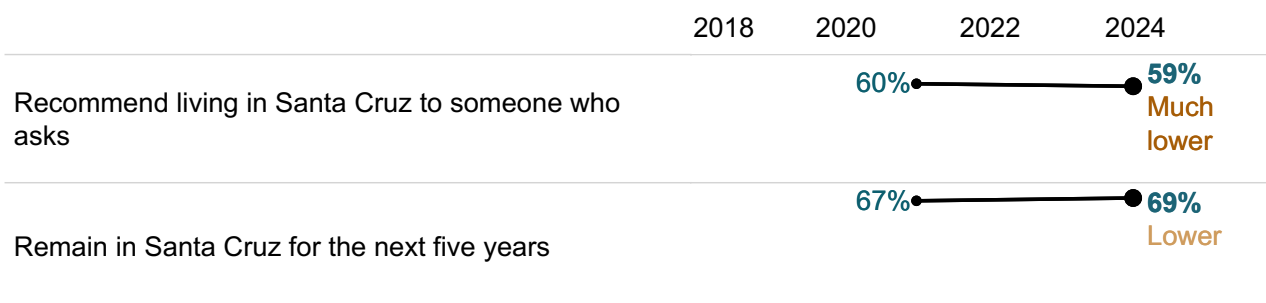 2018 2020 2022 2024
Recommend living in Santa Cruz to someone who
asks
60%
59%
Much
lower
Remain in Santa Cruz for the next five years
67%
69%
Lower